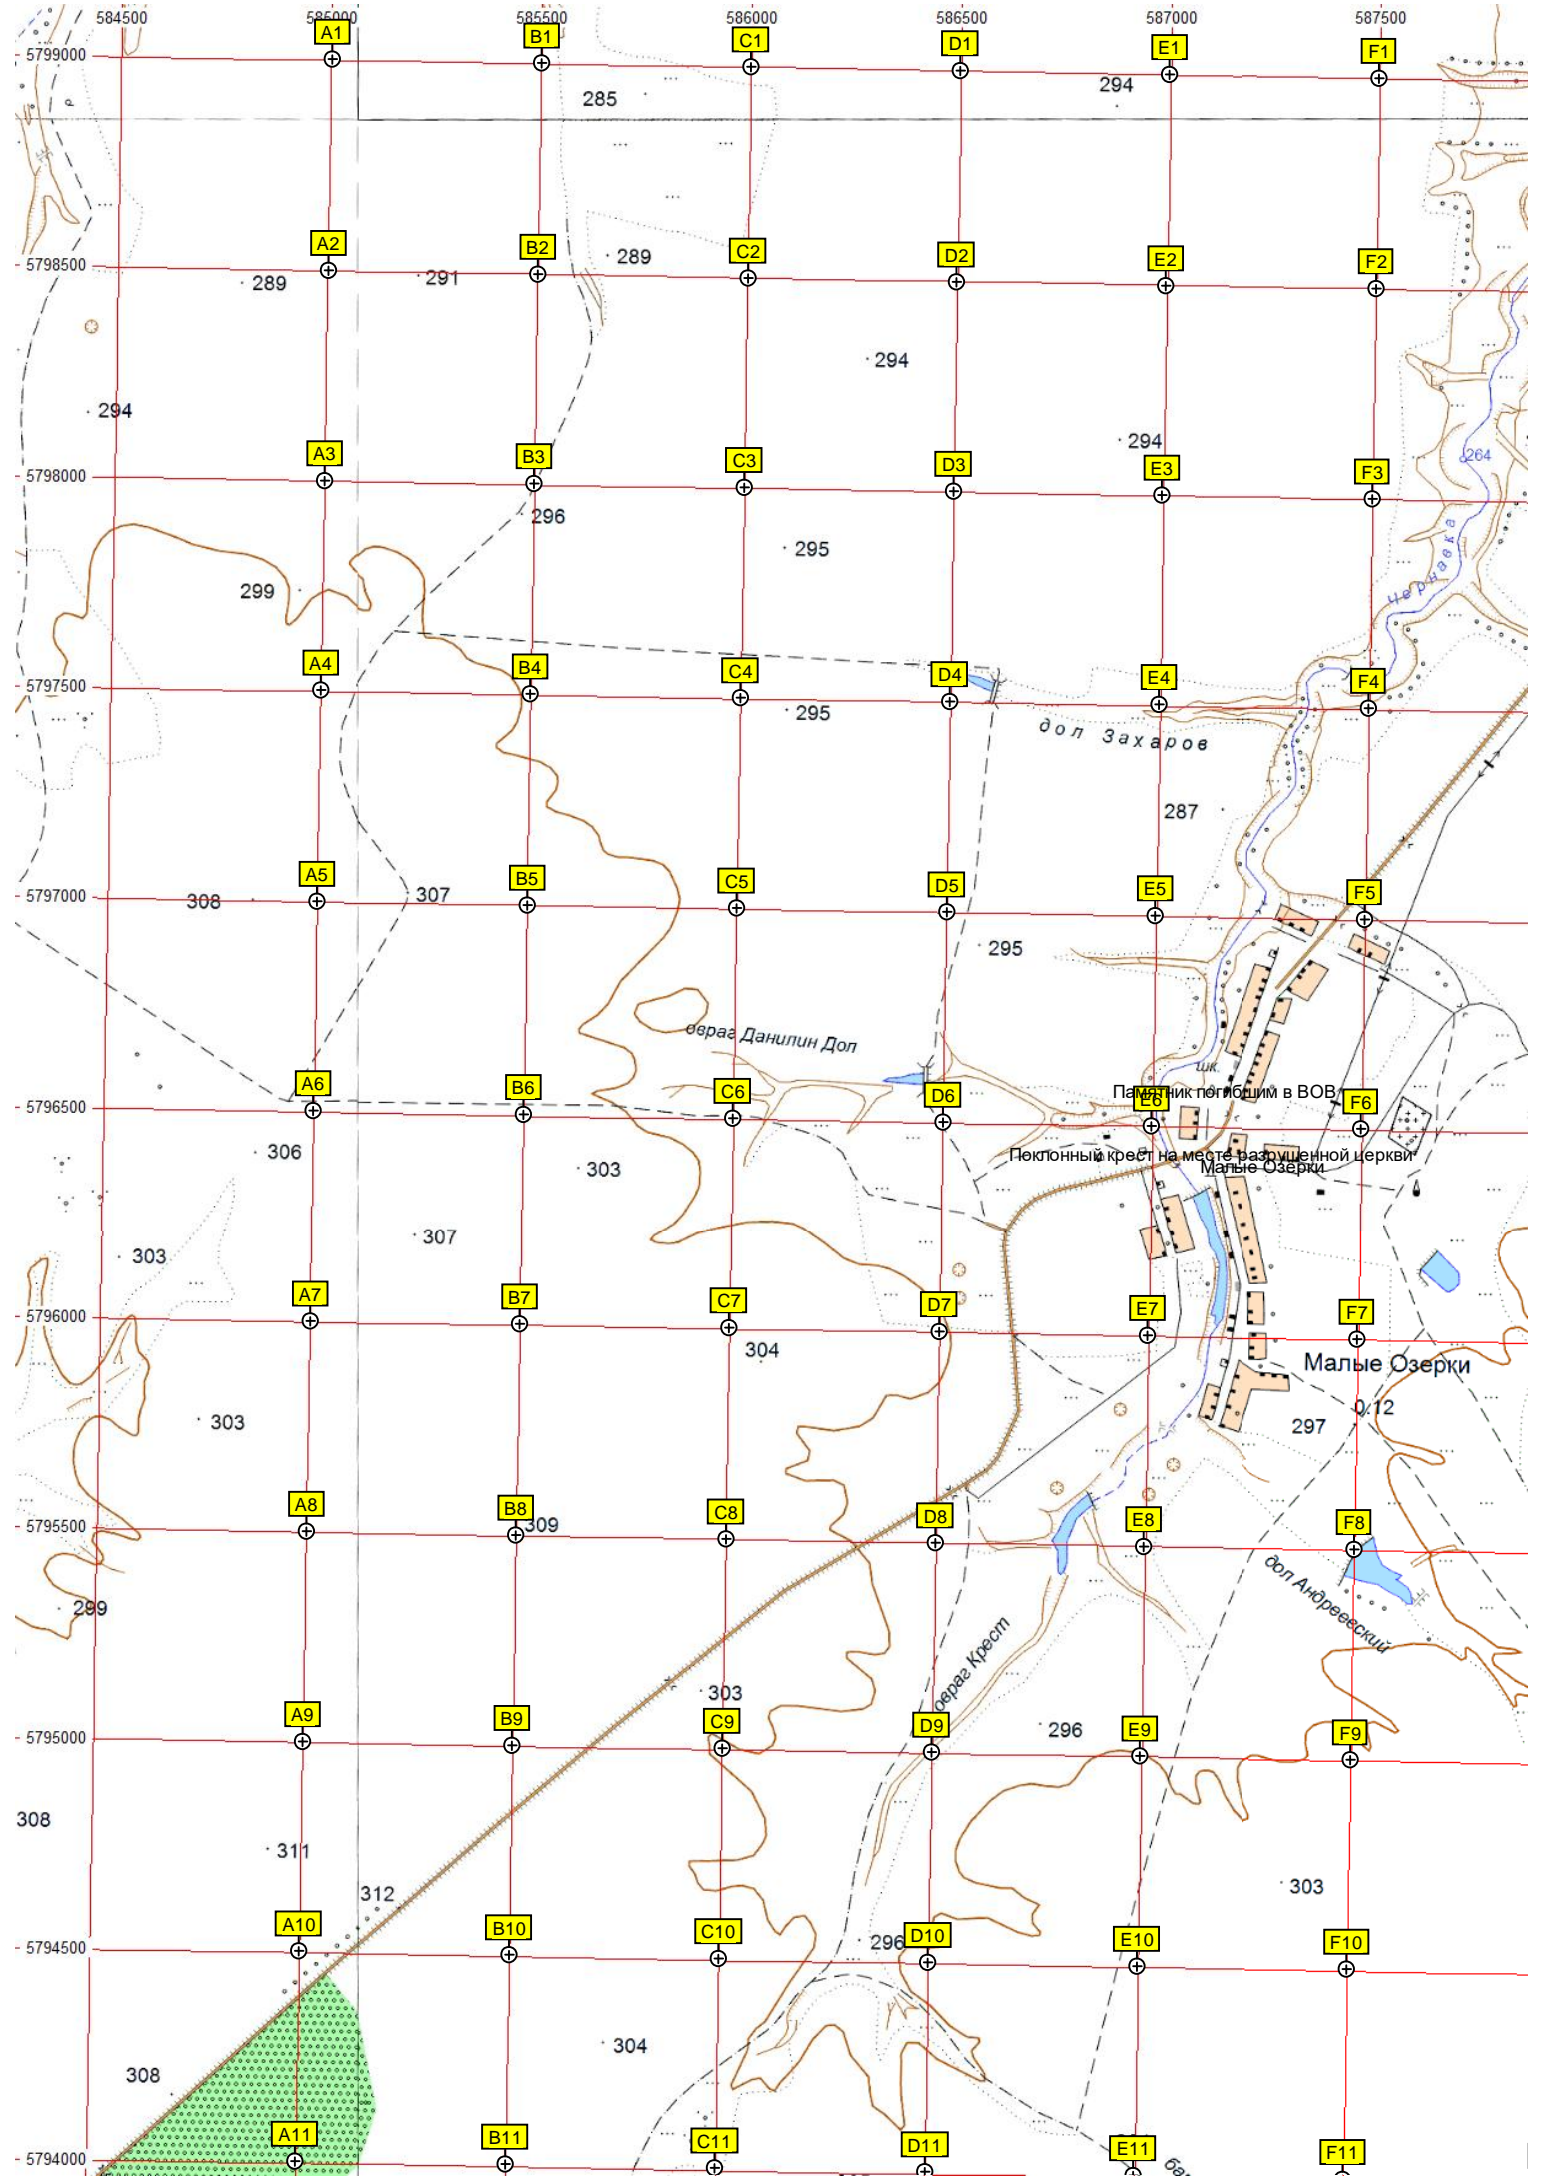 584500 585000 585500 586000 586500 587000 587500
A1 B1 C1 D1 E1 F1
5799000
285 294
A2 B2 C2 D2 E2 F2
5798500
289 291 289
294
294
294
264
A3 B3 C3 D3 E3 F3
5798000
296
295
299
Чернавка
A4 B4 C4 D4 E4 F4
5797500
295
дол Захаров
287
A5 B5 C5 D5 E5 F5
5797000
308 307
295
овраг Данилин Дол
шк.
A6 B6 C6 D6 E6 F6
Памятник погибшим в ВОВ
5796500
306
303
Поклонный крест на месте разрушенной церкви
Малые Озерки
307
303
A7 B7 C7 D7 E7 F7
5796000
304
Малые Озерки
0.12
303
297
A8 B8 C8 D8 E8 F8
5795500
309
дол Андреевский
299
овраг Крест
303
A9 B9 C9 D9 E9 F9
5795000
296
308
311
303
312
A10 B10 C10 D10 E10 F10
5794500
296
304
308
A11 B11 C11 D11 E11 F11
5794000